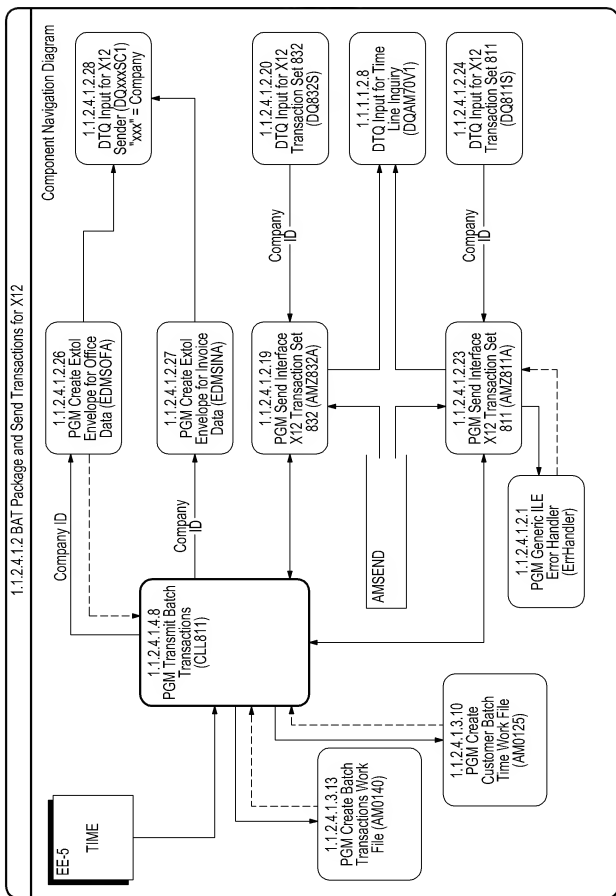 1.1.2.4.1.2 BAT Package and Send Transactions for X12
Component Navigation Diagram
EE-5
TIME
1.1.2.4.1.4.8
PGM Transmit Batch
Transactions
(CLL811)
Company ID
1.1.2.4.1.2.26
PGM Create Extol
Envelope for Office
Data (EDMSOFA)
1.1.2.4.1.2.28
DTQ Input for X12
Sender (DQxxxSC1)
"xxx" = Company
Company
ID
1.1.2.4.1.2.27
PGM Create Extol
Envelope for Invoice
Data (EDMSINA)
1.1.2.4.1.2.19
PGM Send Interface
X12 Transaction Set
832 (AMZ832A)
Company
ID
1.1.2.4.1.2.20
DTQ Input for X12
Transaction Set 832
(DQ832S)
AMSEND
1.1.1.1.2.8
DTQ Input for Time
Line Inquiry
(DQAM70V1)
1.1.2.4.1.2.23
PGM Send Interface
X12 Transaction Set
811 (AMZ811A)
Company
ID
1.1.2.4.1.2.24
DTQ Input for X12
Transaction Set 811
(DQ811S)
1.1.2.4.1.3.13
PGM Create Batch
Transactions Work
File (AM0140)
1.1.2.4.1.3.10
PGM Create
Customer Batch
Time Work File
(AM0125)
1.1.2.4.1.2.1
PGM Generic ILE
Error Handler
(ErrHandler)